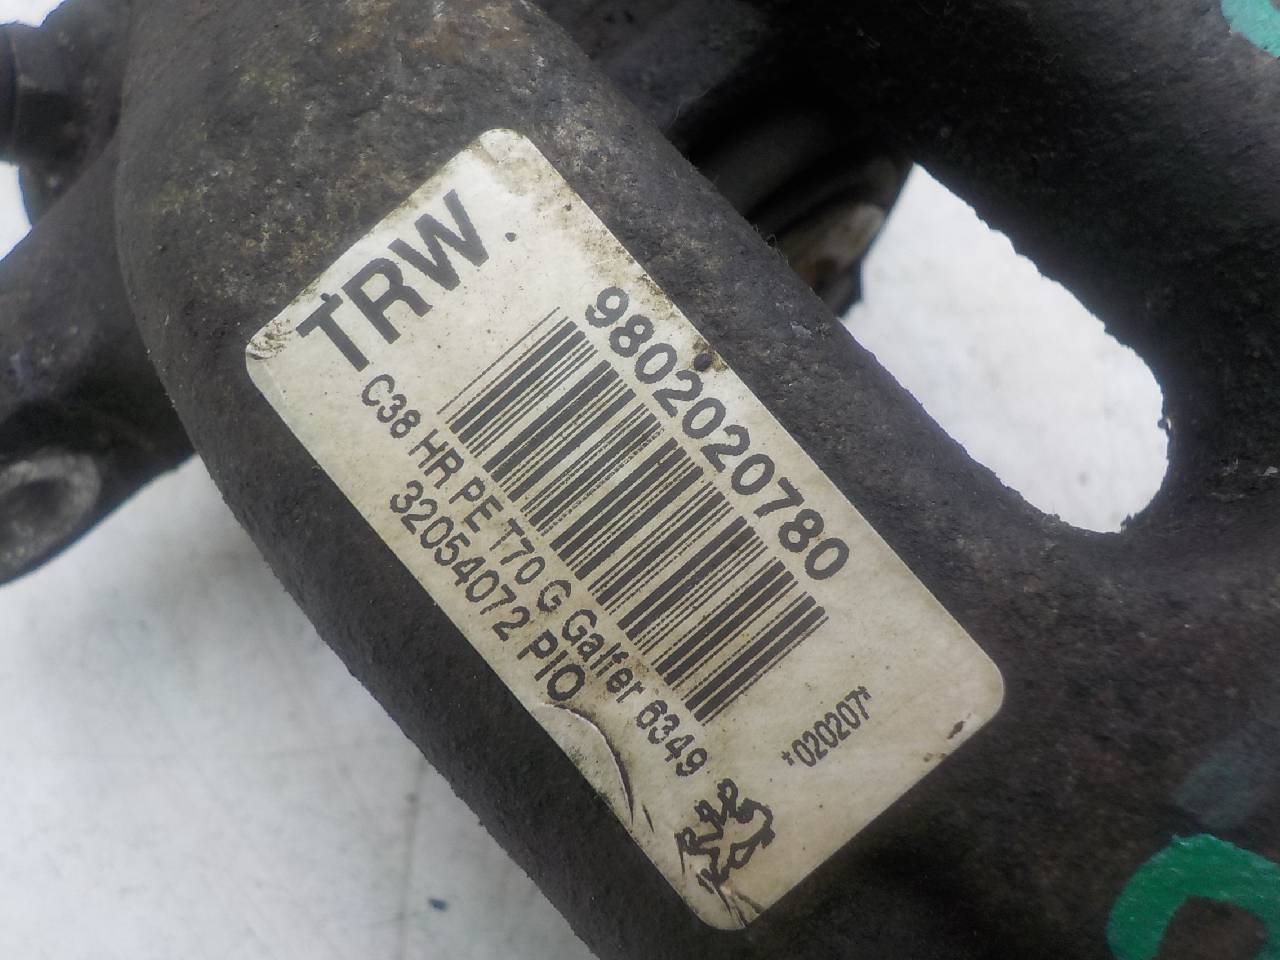 TRW.
9802020780
C38 HR PE T70 G Galfer 6349
32054072 PIO
*020207*